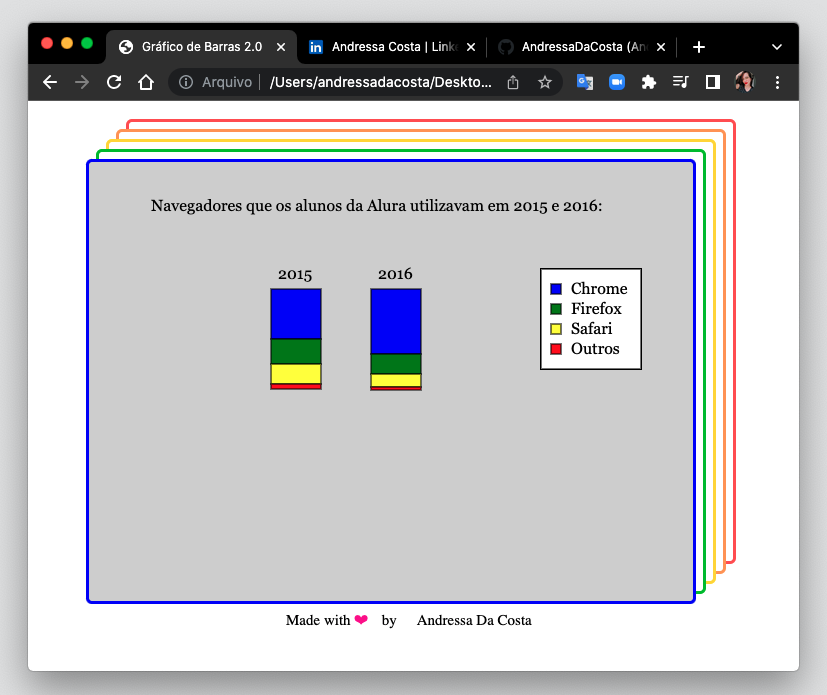 Gráfico de Barras 2.0
Andressa Costa | Linke
AndressaDaCosta (An
Arquivo
/Users/andressadacosta/Deskto...
Navegadores que os alunos da Alura utilizavam em 2015 e 2016:
2015
2016
Chrome
Firefox
Safari
Outros
Made with ❤ by Andressa Da Costa